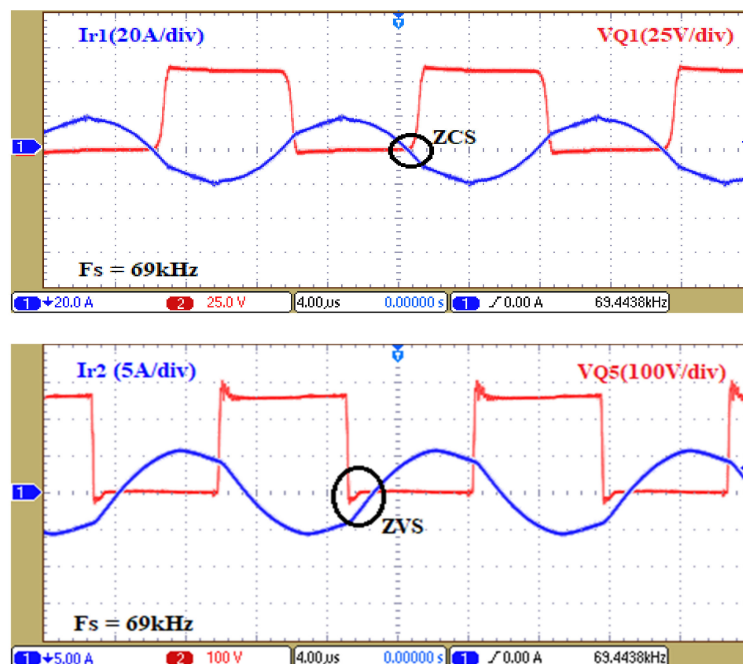 Ir1(20A/div) VQ1(25V/div)
T
ZCS
1
Fs = 69kHz
1 20.0 A 2 25.0 V 4.00µs 0.00000 s 1 0.00 A 69.4438kHz
T
Ir2 (5A/div) VQ5(100V/div)
1
ZVS
Fs = 69kHz
1 5.00 A 2 100 V 4.00µs 0.00000 s 1 0.00 A 69.4438kHz